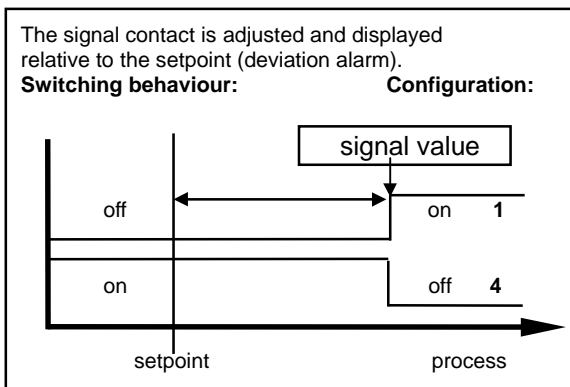 The signal contact is adjusted and displayed
relative to the setpoint (deviation alarm).
Switching behaviour: Configuration:
signal value
off on 1
on off 4
setpoint process